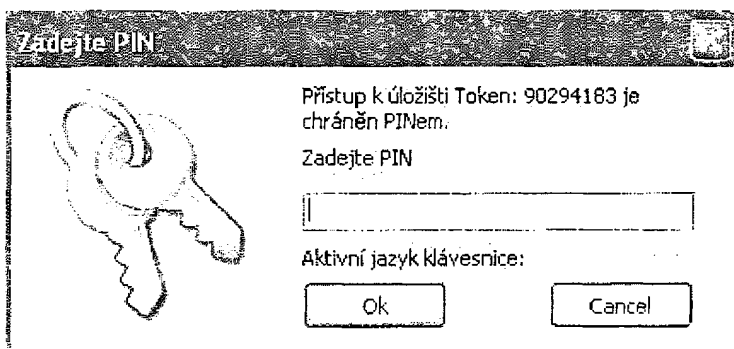 Zadejte PIN
Přístup k úložišti Token: 90294183 je
chráněn PINem.
Zadejte PIN
Aktivní jazyk klávesnice:
Ok
Cancel